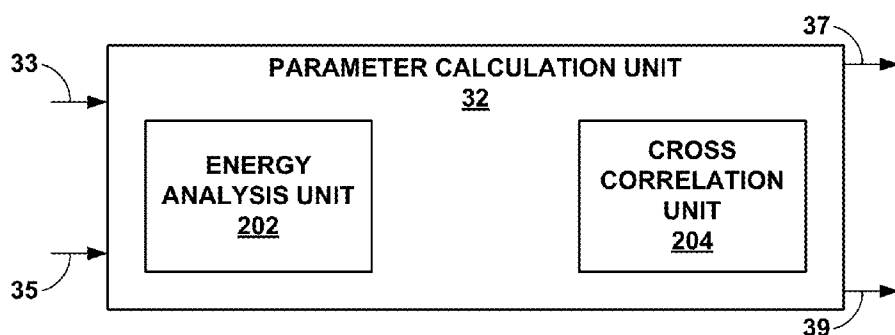 37
33
PARAMETER CALCULATION UNIT
32
ENERGY
ANALYSIS UNIT
202
CROSS
CORRELATION
UNIT
204
35
39